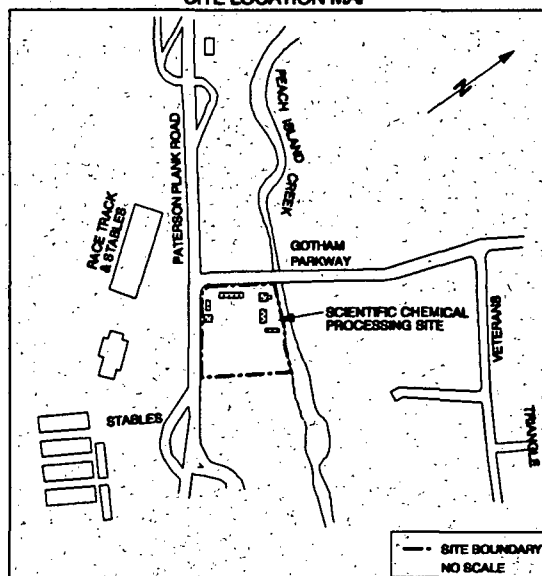 SITE LOCATION MAP
PATERSON PLANK ROAD
PEACH ISLAND CREEK
N
RACE TRACK
& STABLES
GOTHAM
PARKWAY
SCIENTIFIC CHEMICAL
PROCESSING SITE
VETERANS
STABLES
TRIANGLE
SITE BOUNDARY
NO SCALE